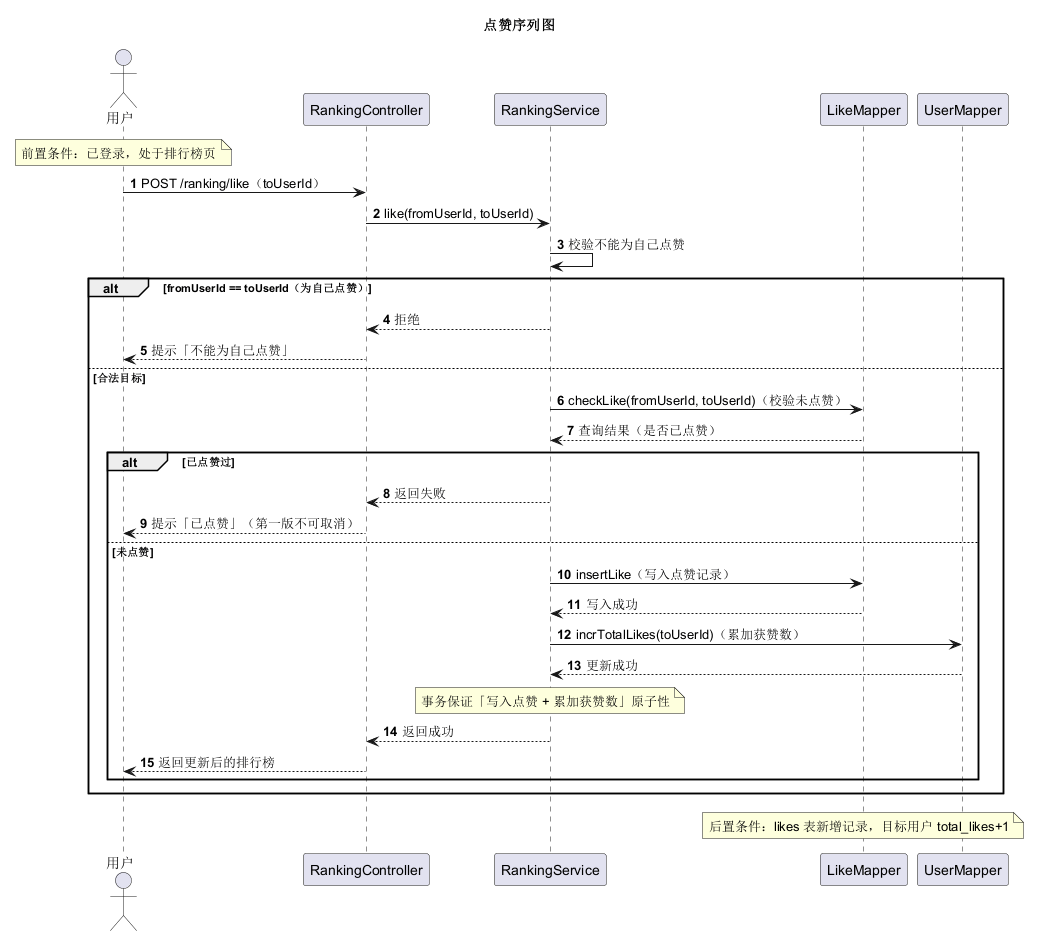 点赞序列图
用户
RankingController
RankingService
LikeMapper
UserMapper
前置条件：已登录，处于排行榜页
1 POST /ranking/like（toUserId）
2 like(fromUserId, toUserId)
3 校验不能为自己点赞
alt [fromUserId == toUserId（为自己点赞）]
4 拒绝
5 提示「不能为自己点赞」
[合法目标]
6 checkLike(fromUserId, toUserId)（校验未点赞）
7 查询结果（是否已点赞）
alt [已点赞过]
8 返回失败
9 提示「已点赞」（第一版不可取消）
[未点赞]
10 insertLike（写入点赞记录）
11 写入成功
12 incrTotalLikes(toUserId)（累加获赞数）
13 更新成功
事务保证「写入点赞 + 累加获赞数」原子性
14 返回成功
15 返回更新后的排行榜
后置条件：likes 表新增记录，目标用户 total_likes+1
用户
RankingController
RankingService
LikeMapper
UserMapper